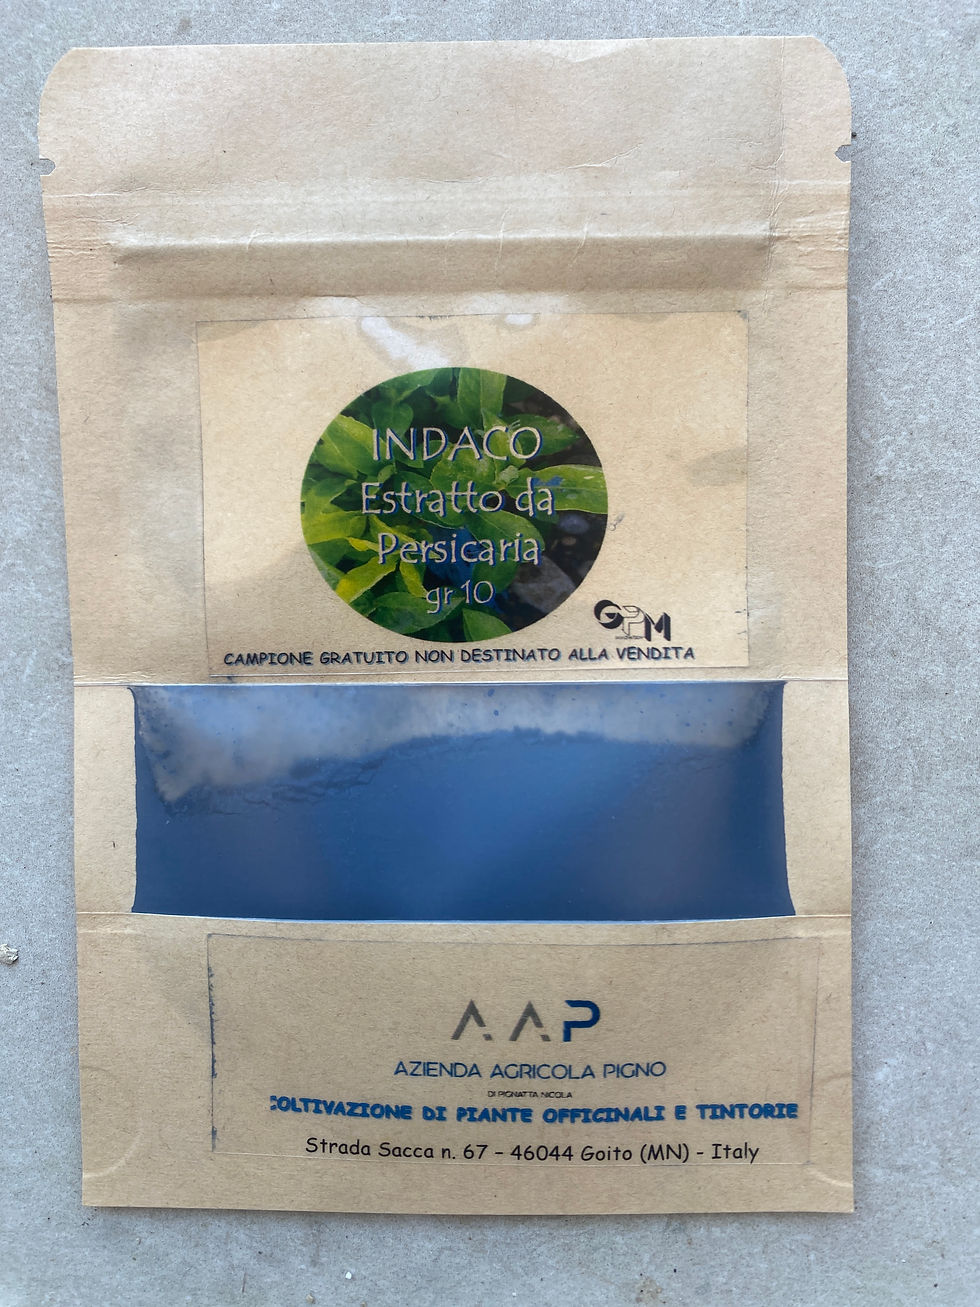 INDACO
Estratto da
Persicaria
gr 10
GPM
CAMPIONE GRATUITO NON DESTINATO ALLA VENDITA
AAP
AZIENDA AGRICOLA PIGNO
DI PIGNATTA NICOLA
COLTIVAZIONE DI PIANTE OFFICINALI E TINTORIE
Strada Sacca n. 67 - 46044 Goito (MN) - Italy